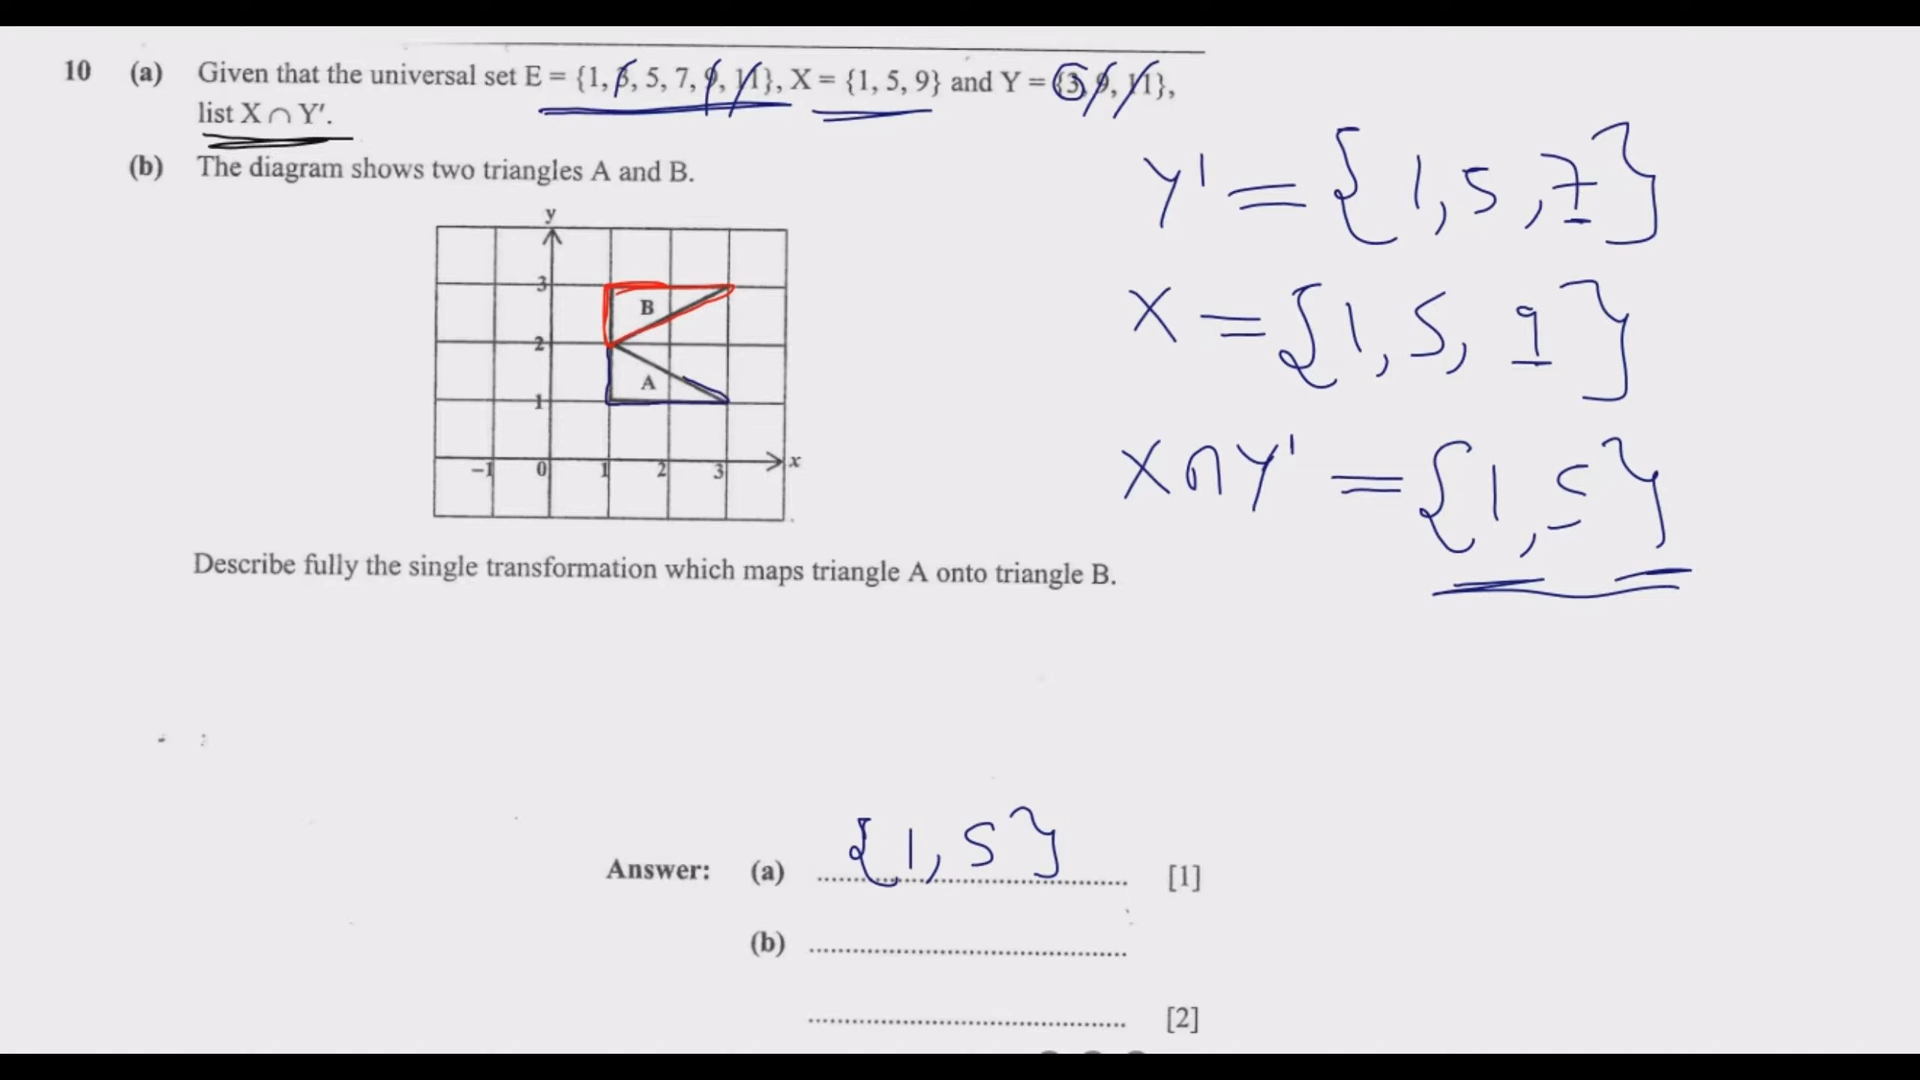 10 (a) Given that the universal set E = {1, 3, 5, 7, 9, 11}, X = {1, 5, 9} and Y = {3, 9, 11},
list X ∩ Y′.
(b) The diagram shows two triangles A and B.
Y' = {1, 5, 7}
X = {1, 5, 9}
X ∩ Y' = {1, 5}
y
3
B
2
A
1
-1 0 1 2 3 x
Describe fully the single transformation which maps triangle A onto triangle B.
{1, 5}
Answer: (a) .......... [1]
(b) ..........
.......... [2]